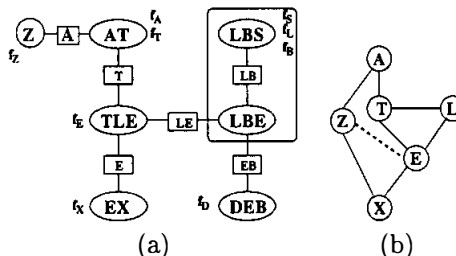 f_A
f_S
Z
A
AT
f_T
LBS
f_L
f_Z
f_B
T
LB
f_E
TLE
LE
LBE
E
EB
f_X
EX
f_D
DEB
(a)
A
T
L
Z
E
X
(b)